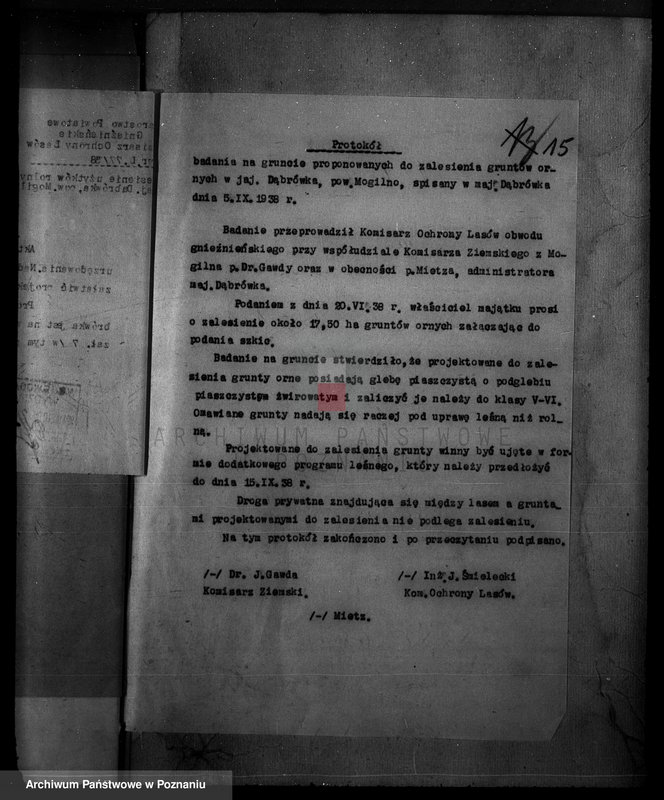 15
Protokół
badania na gruncie proponowanych do zalesienia gruntów or-
nych w jaj. Dąbrówka, pow. Mogilno, spisany w maj. Dąbrówka
dnia 5.IX.1938 r.
Badanie przeprowadził Komisarz Ochrony Lasów obwodu
gnieźnieńskiego przy współudziale Komisarza Ziemskiego z Mo-
gilna p.Dr.Gawdy oraz w obecności p.Mietza, administratora
maj.Dąbrówka.
Podaniem z dnia 20.VI.38 r. właściciel majątku prosi
o zalesienie około 17,50 ha gruntów ornych załączając do
podania szkic.
Badanie na gruncie stwierdziło,że projektowane do zale-
sienia grunty orne posiadają glebę piaszczystą o podglebiu
piaszczystym żwirowatym i zaliczyć je należy do klasy V-VI.
Omawiane grunty nadają się raczej pod uprawę leśną niż rol_
ną.
Projektowane do zalesienia grunty winny być ujęte w for-
mie dodatkowego programu leśnego, który należy przedłożyć
do dnia 15.IX.38 r.
Droga prywatna znajdująca się między lasem a grunta_
mi projektowanymi do zalesienia nie podlega zalesieniu.
Na tym protokół zakończono i po przeczytaniu podpisano.
/-/ Dr. J.Gawda /-/ Inż.J.Śmielecki
Komisarz Ziemski. Kom.Ochrony Lasów.
/-/ Mietz.
ARCHIWUM PAŃSTWOWE
Archiwum Państwowe w Poznaniu